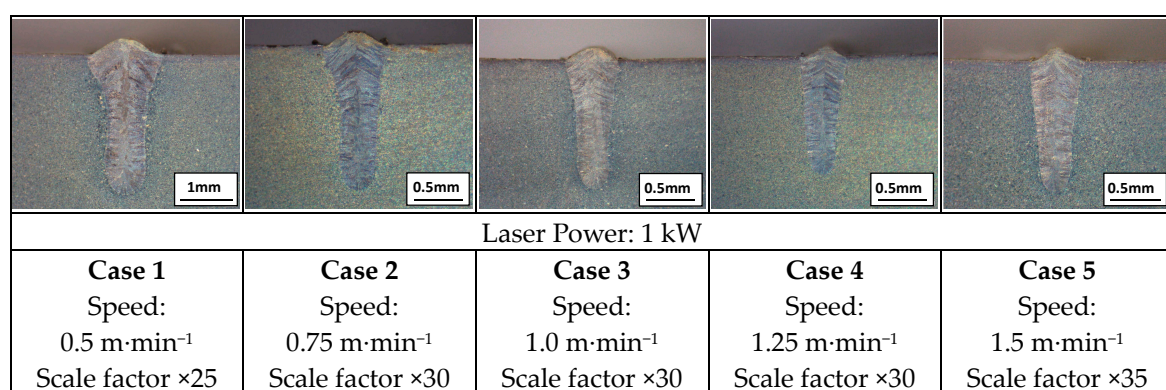 1mm 0.5mm 0.5mm 0.5mm 0.5mm
Laser Power: 1 kW
Case 1 Case 2 Case 3 Case 4 Case 5
Speed: Speed: Speed: Speed: Speed:
0.5 m·min⁻¹ 0.75 m·min⁻¹ 1.0 m·min⁻¹ 1.25 m·min⁻¹ 1.5 m·min⁻¹
Scale factor ×25 Scale factor ×30 Scale factor ×30 Scale factor ×30 Scale factor ×35